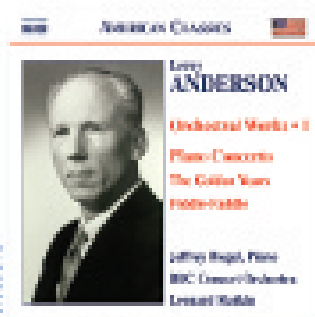 AMERICAN CLASSICS
Leroy
ANDERSON
Orchestral Works • 1
Piano Concerto
The Golden Years
Fiddle-Faddle
Jeffrey Biegel, Piano
BBC Concert Orchestra
Leonard Slatkin